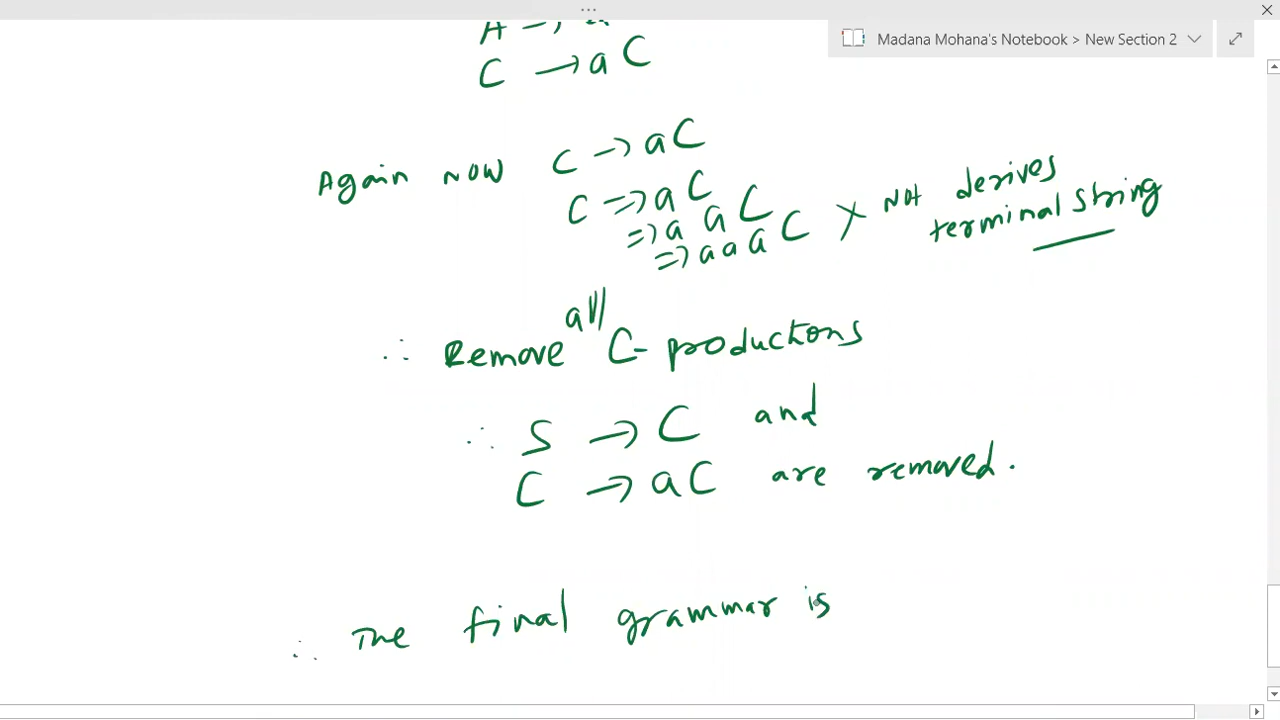 Madana Mohana's Notebook > New Section 2
A →
C → a C
Again now C → a C
C ⇒ a C
⇒ a a C
⇒ a a a C X Not derives
terminal string
∴ Remove all C- productons
∴ S → C and
C → a C are removed.
∴ The final grammar is